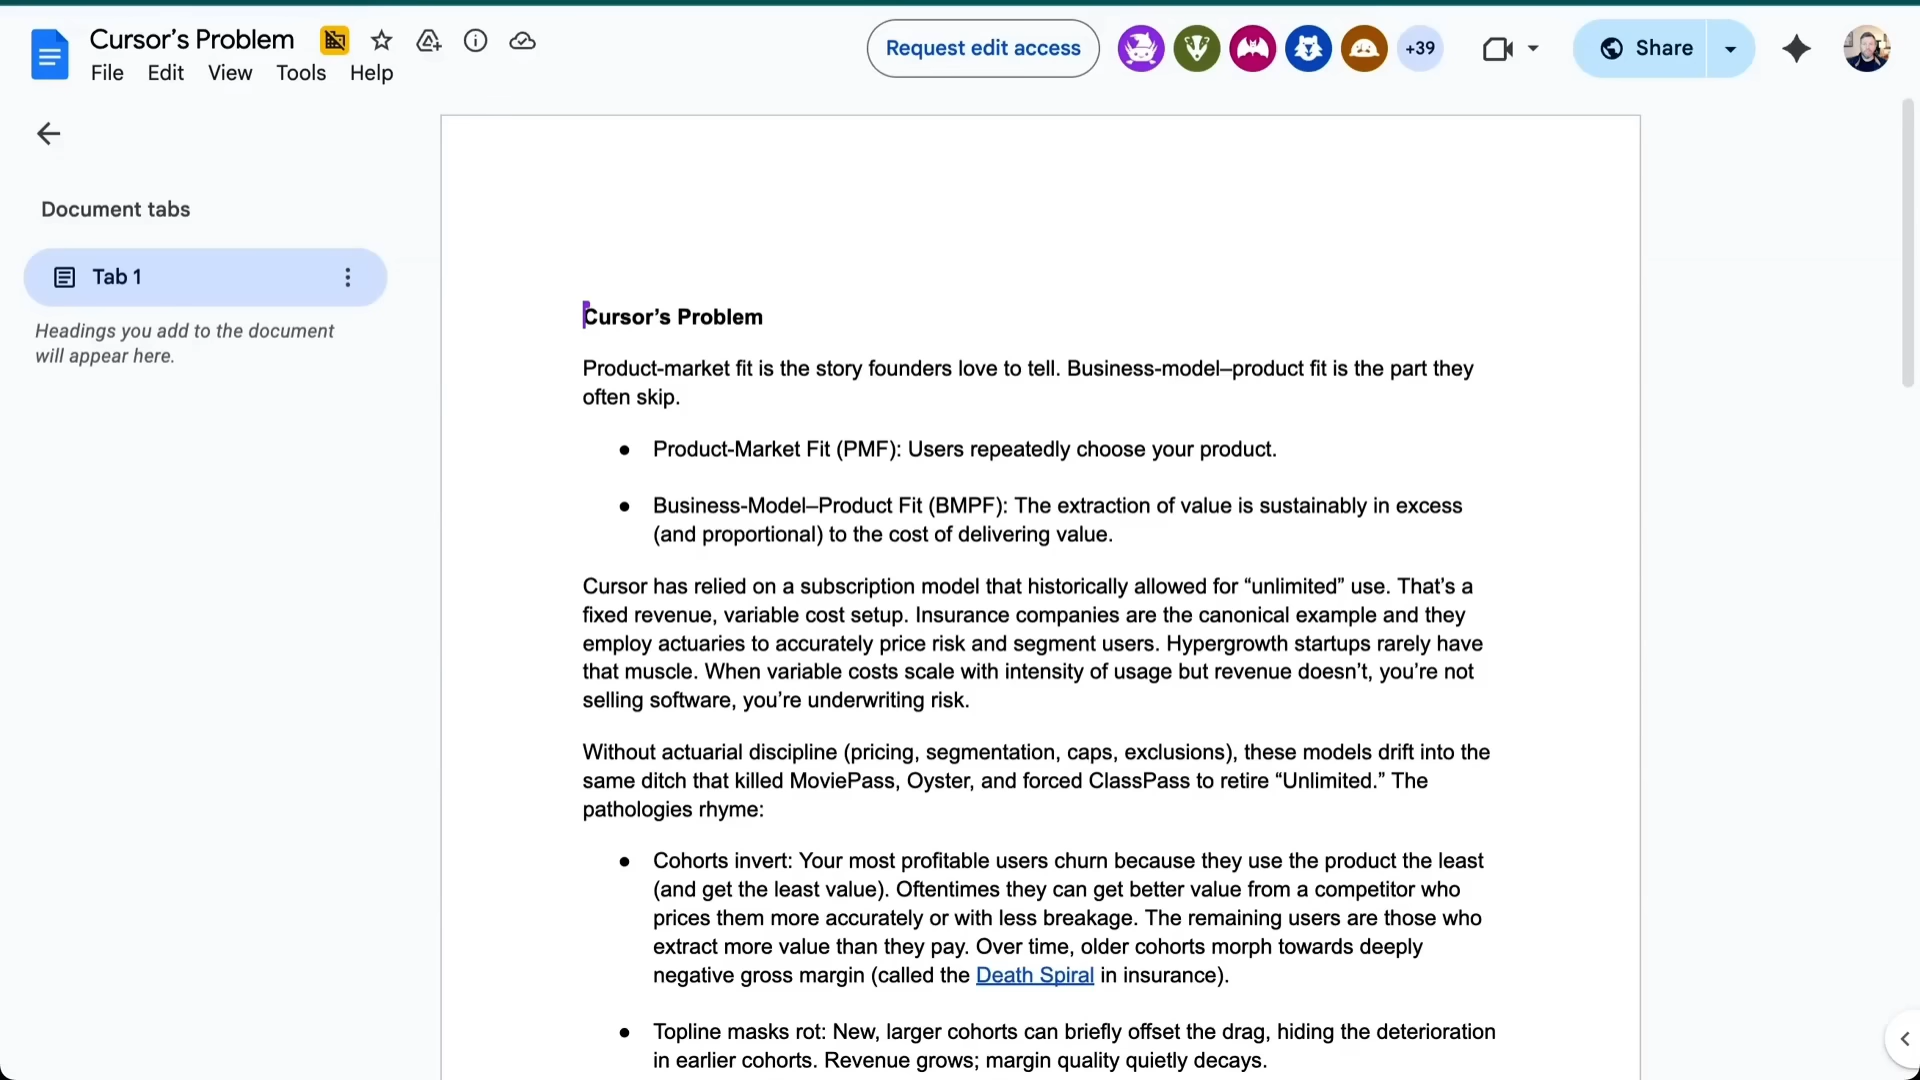 Cursor’s Problem
File Edit View Tools Help
Request edit access
+39
Share
Document tabs
Tab 1
Headings you add to the document
will appear here.
Cursor’s Problem
Product-market fit is the story founders love to tell. Business-model–product fit is the part they
often skip.
● Product-Market Fit (PMF): Users repeatedly choose your product.
● Business-Model–Product Fit (BMPF): The extraction of value is sustainably in excess
(and proportional) to the cost of delivering value.
Cursor has relied on a subscription model that historically allowed for “unlimited” use. That’s a
fixed revenue, variable cost setup. Insurance companies are the canonical example and they
employ actuaries to accurately price risk and segment users. Hypergrowth startups rarely have
that muscle. When variable costs scale with intensity of usage but revenue doesn’t, you’re not
selling software, you’re underwriting risk.
Without actuarial discipline (pricing, segmentation, caps, exclusions), these models drift into the
same ditch that killed MoviePass, Oyster, and forced ClassPass to retire “Unlimited.” The
pathologies rhyme:
● Cohorts invert: Your most profitable users churn because they use the product the least
(and get the least value). Oftentimes they can get better value from a competitor who
prices them more accurately or with less breakage. The remaining users are those who
extract more value than they pay. Over time, older cohorts morph towards deeply
negative gross margin (called the Death Spiral in insurance).
● Topline masks rot: New, larger cohorts can briefly offset the drag, hiding the deterioration
in earlier cohorts. Revenue grows; margin quality quietly decays.